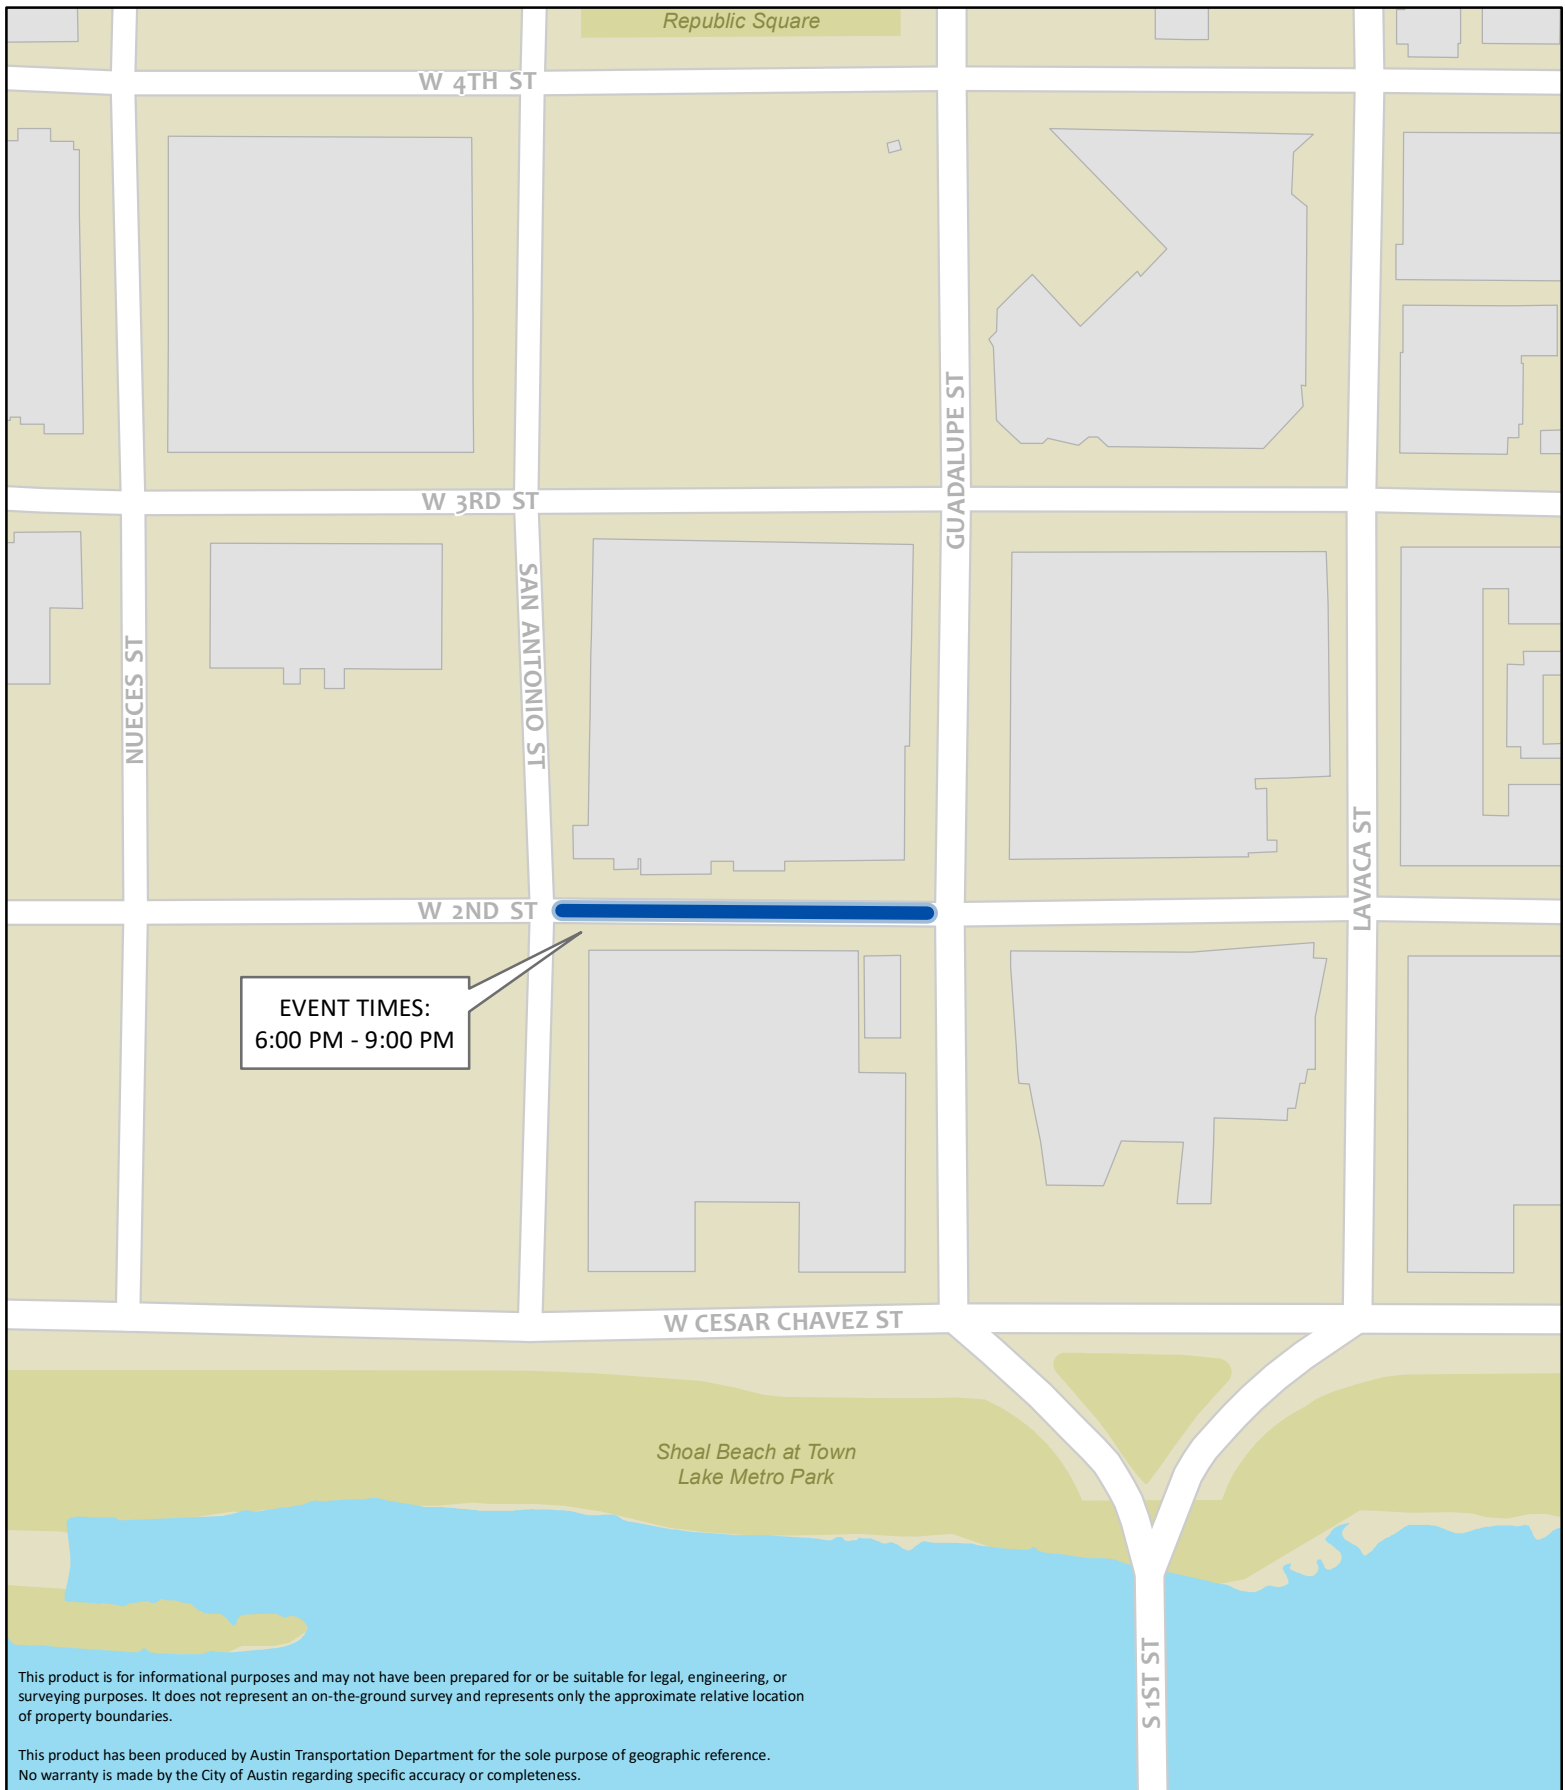 Republic Square
W 4TH ST
GUADALUPE ST
W 3RD ST
SAN ANTONIO ST
NUECES ST
LAVACA ST
W 2ND ST
EVENT TIMES:
6:00 PM - 9:00 PM
W CESAR CHAVEZ ST
Shoal Beach at Town
Lake Metro Park
S 1ST ST
This product is for informational purposes and may not have been prepared for or be suitable for legal, engineering, or
surveying purposes. It does not represent an on-the-ground survey and represents only the approximate relative location
of property boundaries.
This product has been produced by Austin Transportation Department for the sole purpose of geographic reference.
No warranty is made by the City of Austin regarding specific accuracy or completeness.